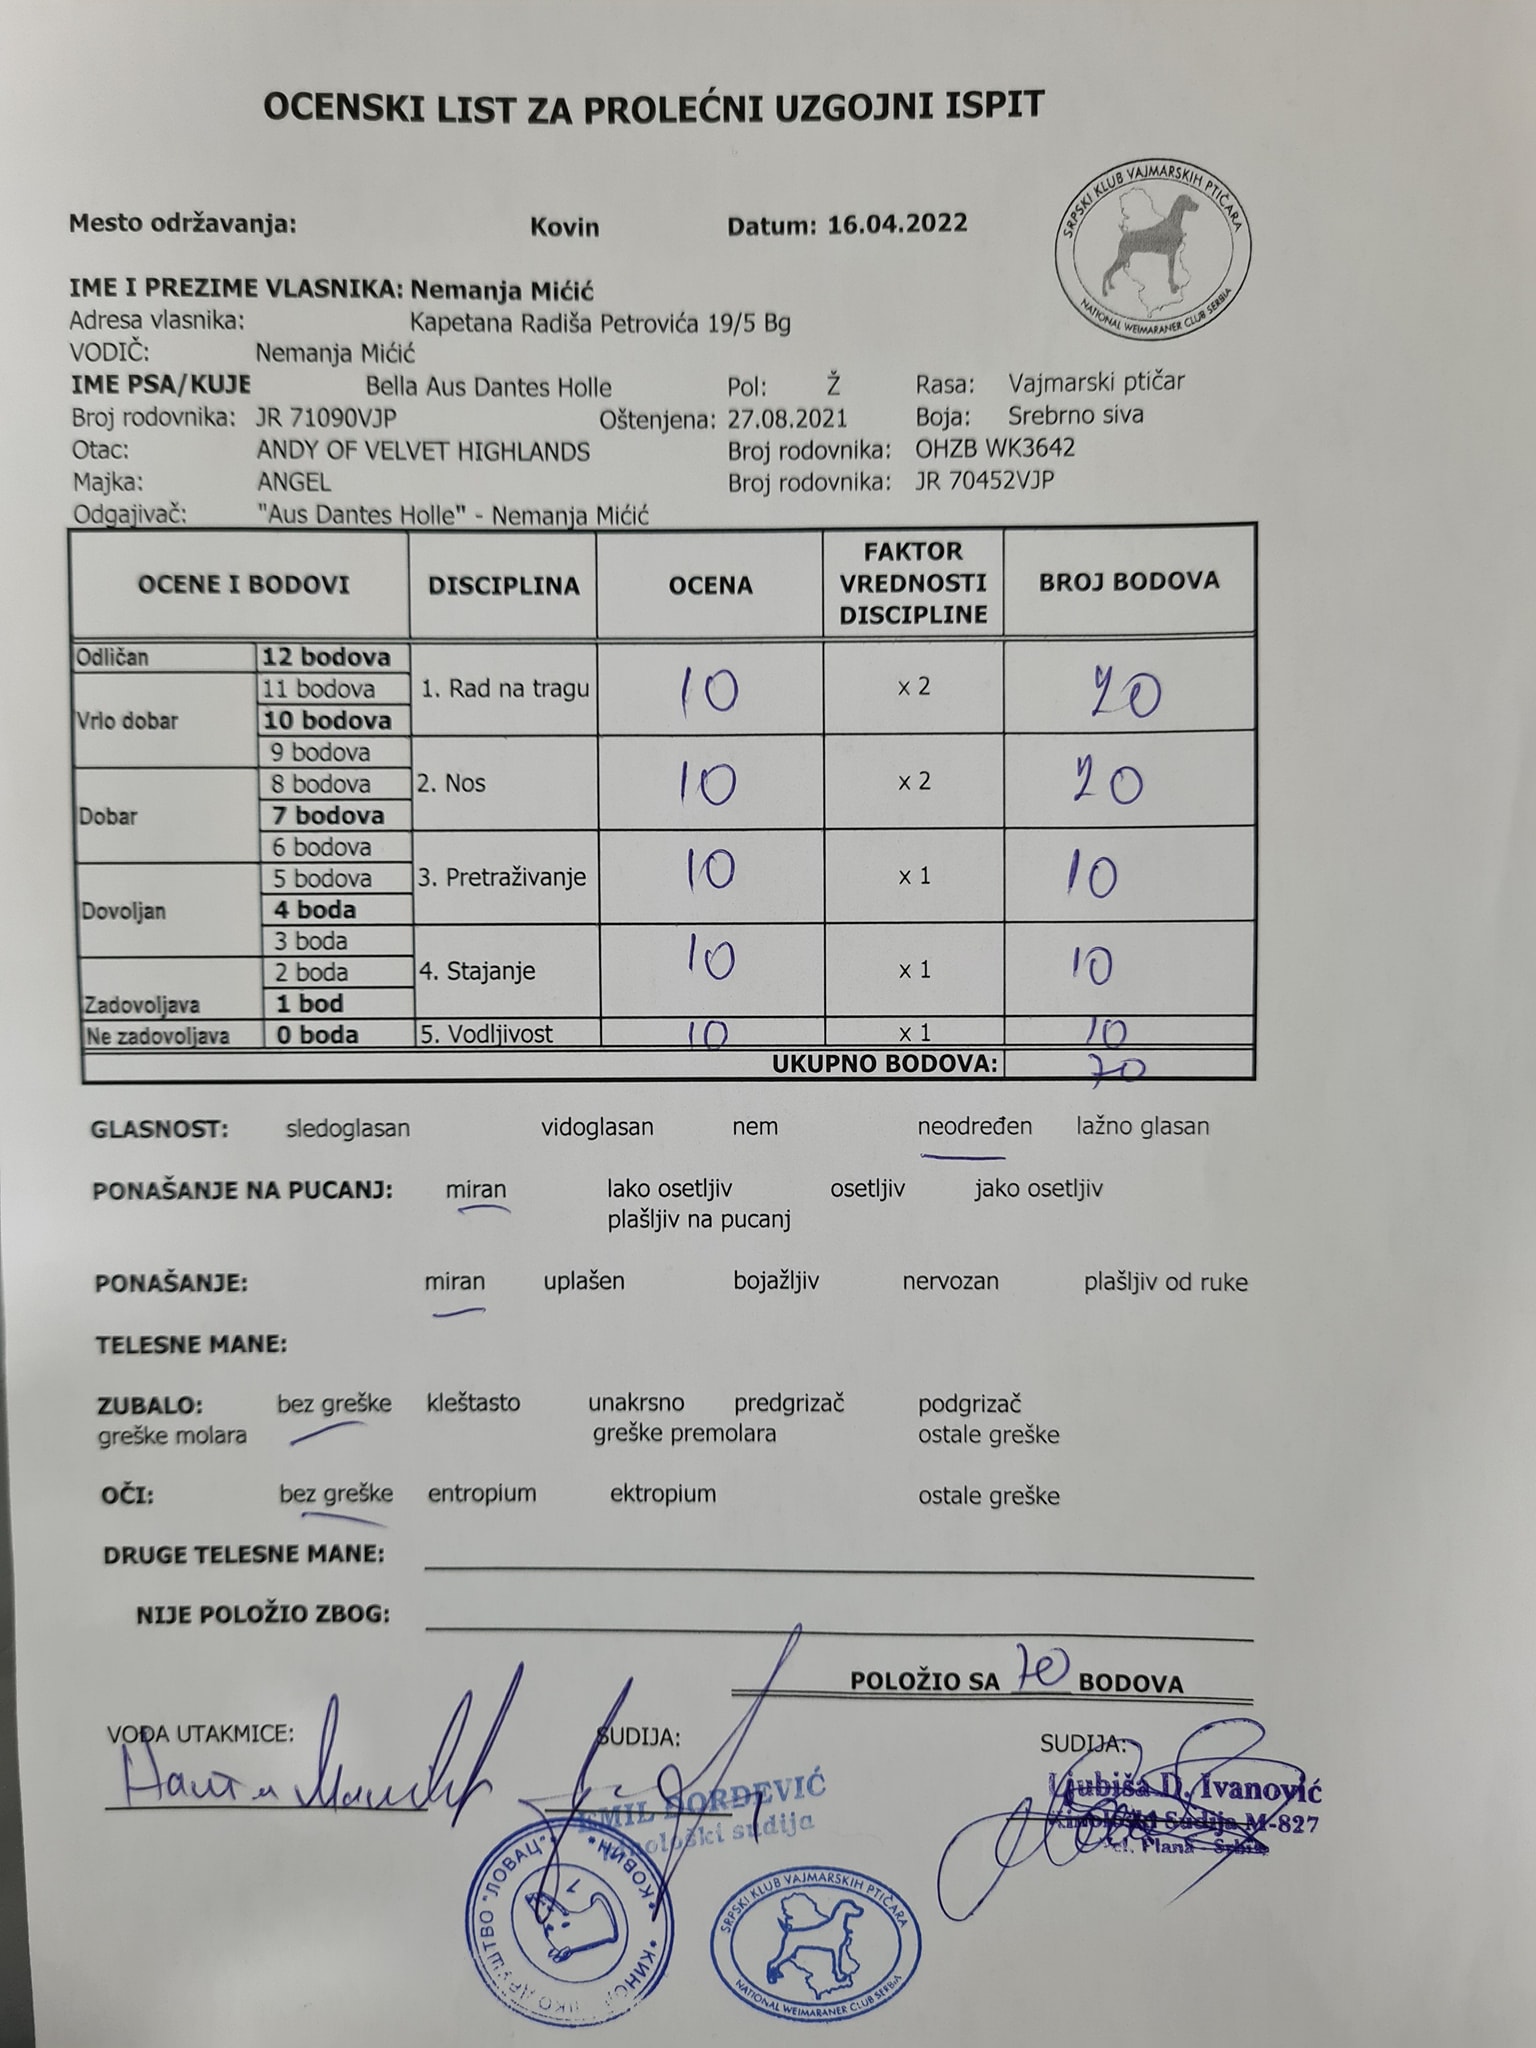 OCENSKI LIST ZA PROLEĆNI UZGOJNI ISPIT
SRPSKI KLUB VAJMARSKIH PTIČARA
NATIONAL WEIMARANER CLUB SERBIA
Mesto održavanja: Kovin Datum: 16.04.2022
IME I PREZIME VLASNIKA: Nemanja Mićić
Adresa vlasnika: Kapetana Radiša Petrovića 19/5 Bg
VODIČ: Nemanja Mićić
IME PSA/KUJE Bella Aus Dantes Holle Pol: Ž Rasa: Vajmarski ptičar
Broj rodovnika: JR 71090VJP Oštenjena: 27.08.2021 Boja: Srebrno siva
Otac: ANDY OF VELVET HIGHLANDS Broj rodovnika: OHZB WK3642
Majka: ANGEL Broj rodovnika: JR 70452VJP
Odgajivač: "Aus Dantes Holle" - Nemanja Mićić
OCENE I BODOVI DISCIPLINA OCENA FAKTOR VREDNOSTI DISCIPLINE BROJ BODOVA
Odličan 12 bodova
11 bodova 1. Rad na tragu 10 x 2 20
Vrlo dobar 10 bodova
9 bodova
8 bodova 2. Nos 10 x 2 20
Dobar 7 bodova
6 bodova
5 bodova 3. Pretraživanje 10 x 1 10
Dovoljan 4 boda
3 boda
2 boda 4. Stajanje 10 x 1 10
Zadovoljava 1 bod
Ne zadovoljava 0 boda 5. Vodljivost 10 x 1 10
UKUPNO BODOVA: 70
GLASNOST: sledoglasan vidoglasan nem neodređen lažno glasan
PONAŠANJE NA PUCANJ: miran lako osetljiv osetljiv jako osetljiv
plašljiv na pucanj
PONAŠANJE: miran uplašen bojažljiv nervozan plašljiv od ruke
TELESNE MANE:
ZUBALO: bez greške kleštasto unakrsno predgrizač podgrizač
greške molara greške premolara ostale greške
OČI: bez greške entropium ektropium ostale greške
DRUGE TELESNE MANE:
NIJE POLOŽIO ZBOG:
POLOŽIO SA 70 BODOVA
VOĐA UTAKMICE: SUDIJA: SUDIJA:
EMIL ĐORĐEVIĆ
sudija
Ljubiša D. Ivanović
Kinološki Sudija M-827
Vel. Plana - Srbija
ДРУШТВО "ЛОВАЦ" • КОВИН •
1
SRPSKI KLUB VAJMARSKIH PTIČARA
NATIONAL WEIMARANER CLUB SERBIA